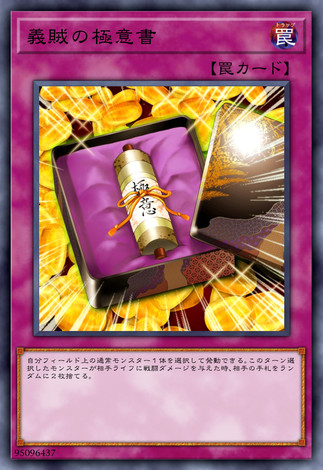 義賊の極意書
トラップ
罠
【罠カード】
極意
自分フィールド上の通常モンスター1体を選択して発動できる。このターン選
択したモンスターが相手ライフに戦闘ダメージを与えた時、相手の手札をラン
ダムに2枚捨てる。
95096437